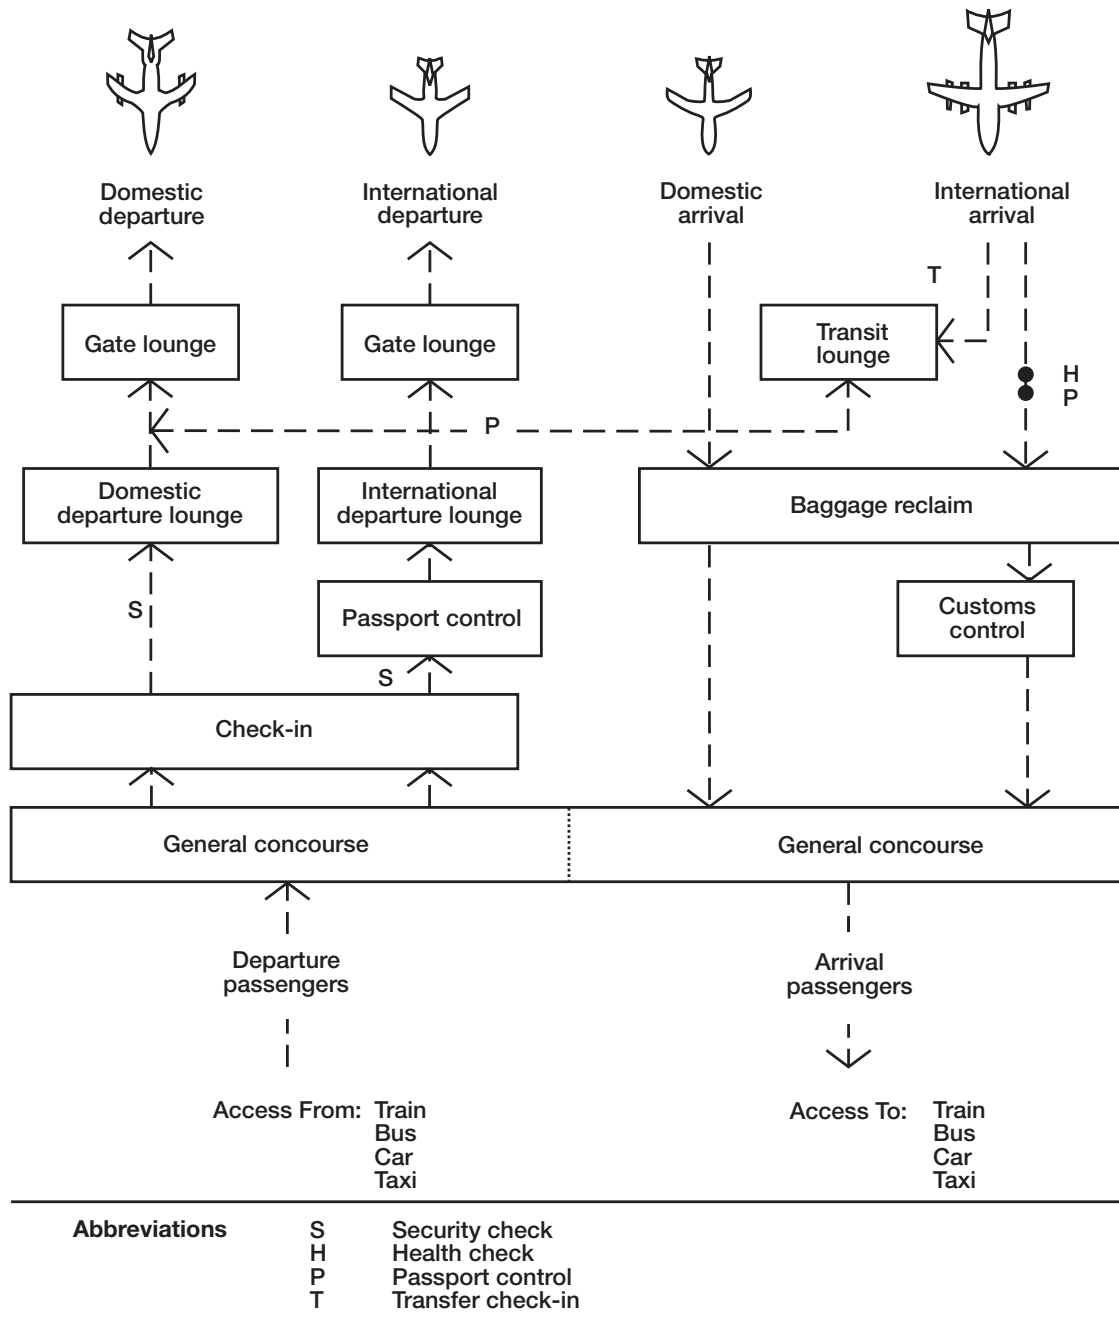 Domestic
departure
International
departure
Domestic
arrival
International
arrival
T
Gate lounge
Gate lounge
Transit
lounge
H
P
P
Domestic
departure lounge
International
departure lounge
Baggage reclaim
S
Passport control
Customs
control
S
Check-in
General concourse
General concourse
Departure
passengers
Arrival
passengers
Access From: Train
Bus
Car
Taxi
Access To: Train
Bus
Car
Taxi
Abbreviations
S Security check
H Health check
P Passport control
T Transfer check-in